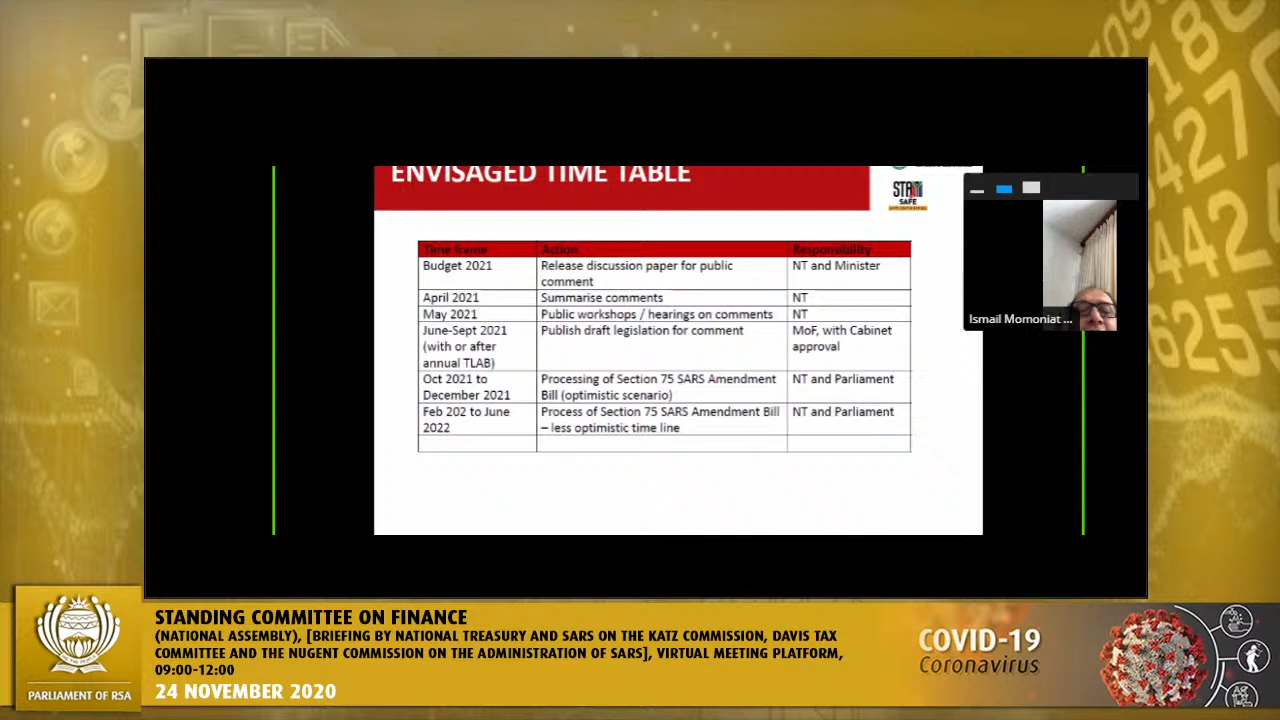 ENVISAGED TIME TABLE
STAY
SAFE
Time frame Action Responsibility
Budget 2021 Release discussion paper for public NT and Minister
comment
April 2021 Summarise comments NT
May 2021 Public workshops / hearings on comments NT
June-Sept 2021 Publish draft legislation for comment MoF, with Cabinet
(with or after approval
annual TLAB)
Oct 2021 to Processing of Section 75 SARS Amendment NT and Parliament
December 2021 Bill (optimistic scenario)
Feb 202 to June Process of Section 75 SARS Amendment Bill NT and Parliament
2022 – less optimistic time line
Ismail Momoniat ...
STANDING COMMITTEE ON FINANCE
(NATIONAL ASSEMBLY), [BRIEFING BY NATIONAL TREASURY AND SARS ON THE KATZ COMMISSION, DAVIS TAX
COMMITTEE AND THE NUGENT COMMISSION ON THE ADMINISTRATION OF SARS], VIRTUAL MEETING PLATFORM,
09:00-12:00
24 NOVEMBER 2020
PARLIAMENT OF RSA
COVID-19
Coronavirus